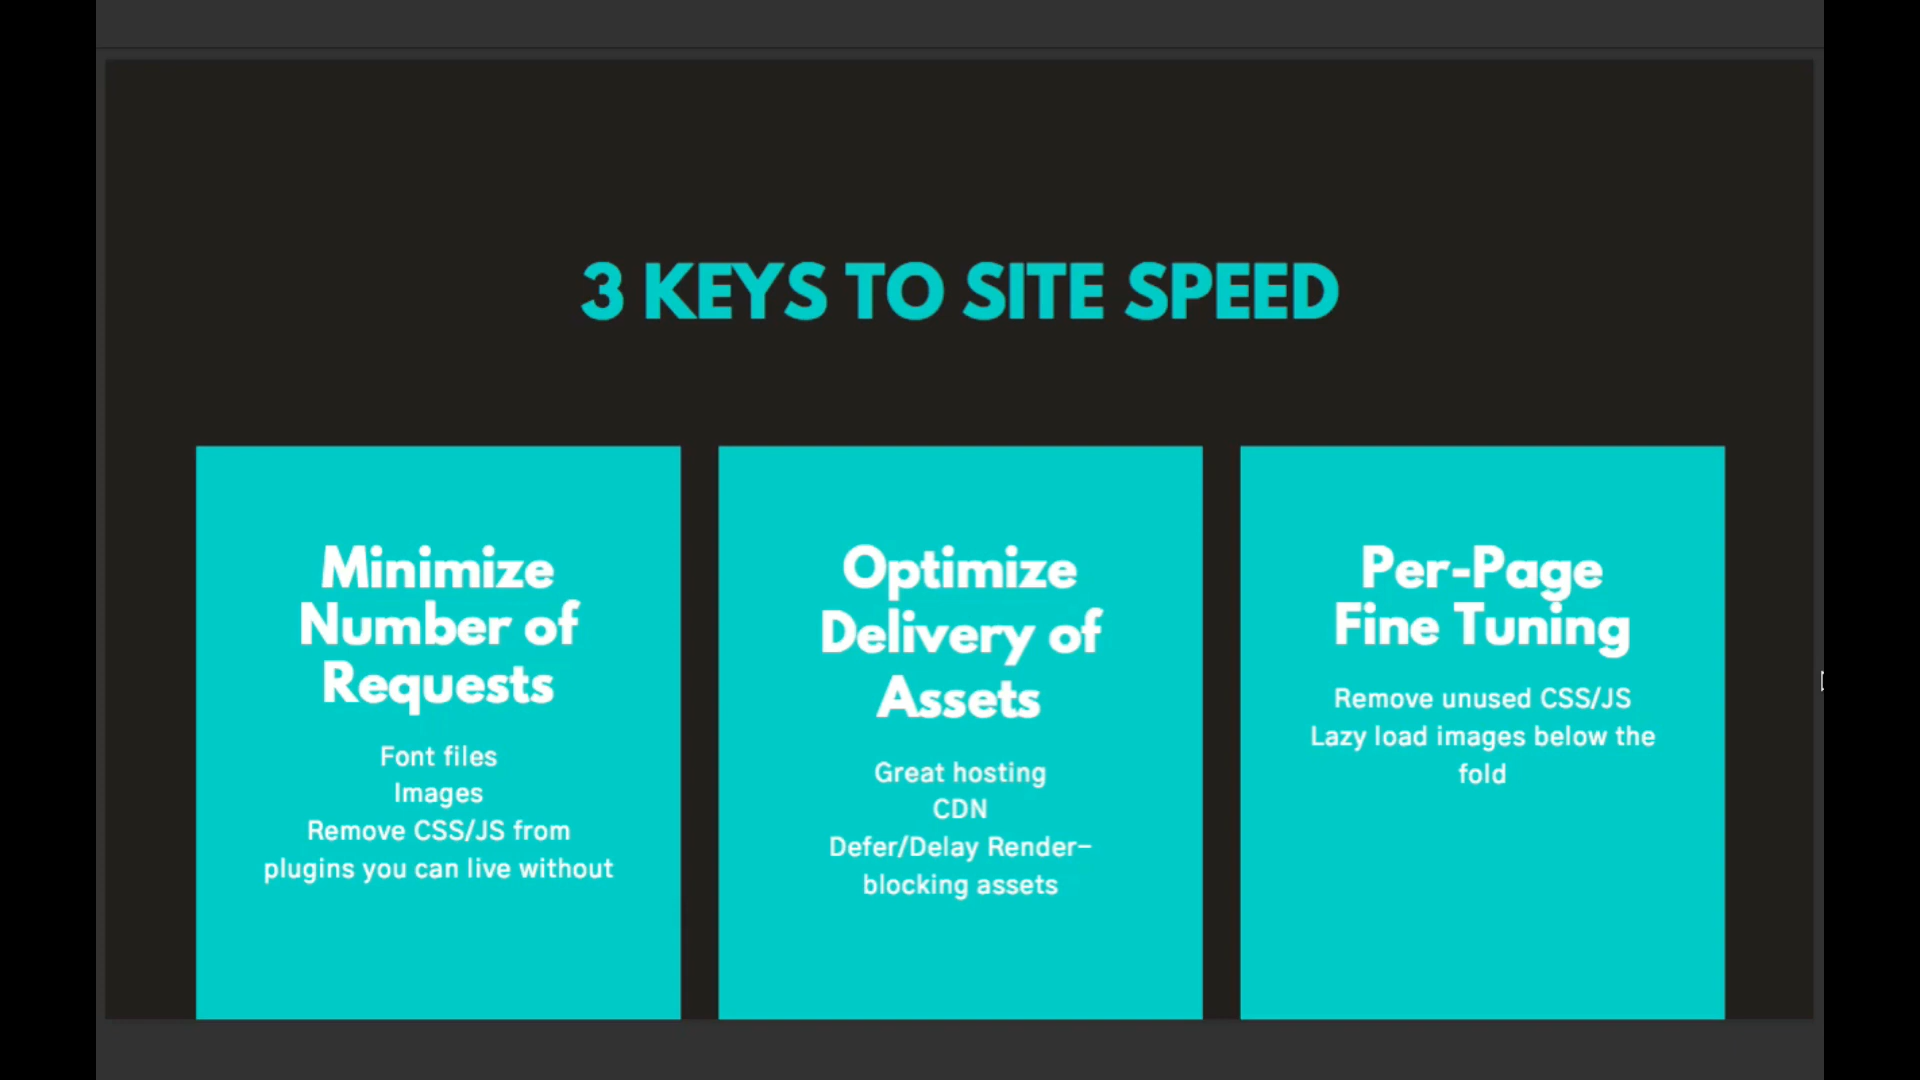 3 KEYS TO SITE SPEED
Minimize
Number of
Requests
Font files
Images
Remove CSS/JS from
plugins you can live without
Optimize
Delivery of
Assets
Great hosting
CDN
Defer/Delay Render-
blocking assets
Per-Page
Fine Tuning
Remove unused CSS/JS
Lazy load images below the
fold